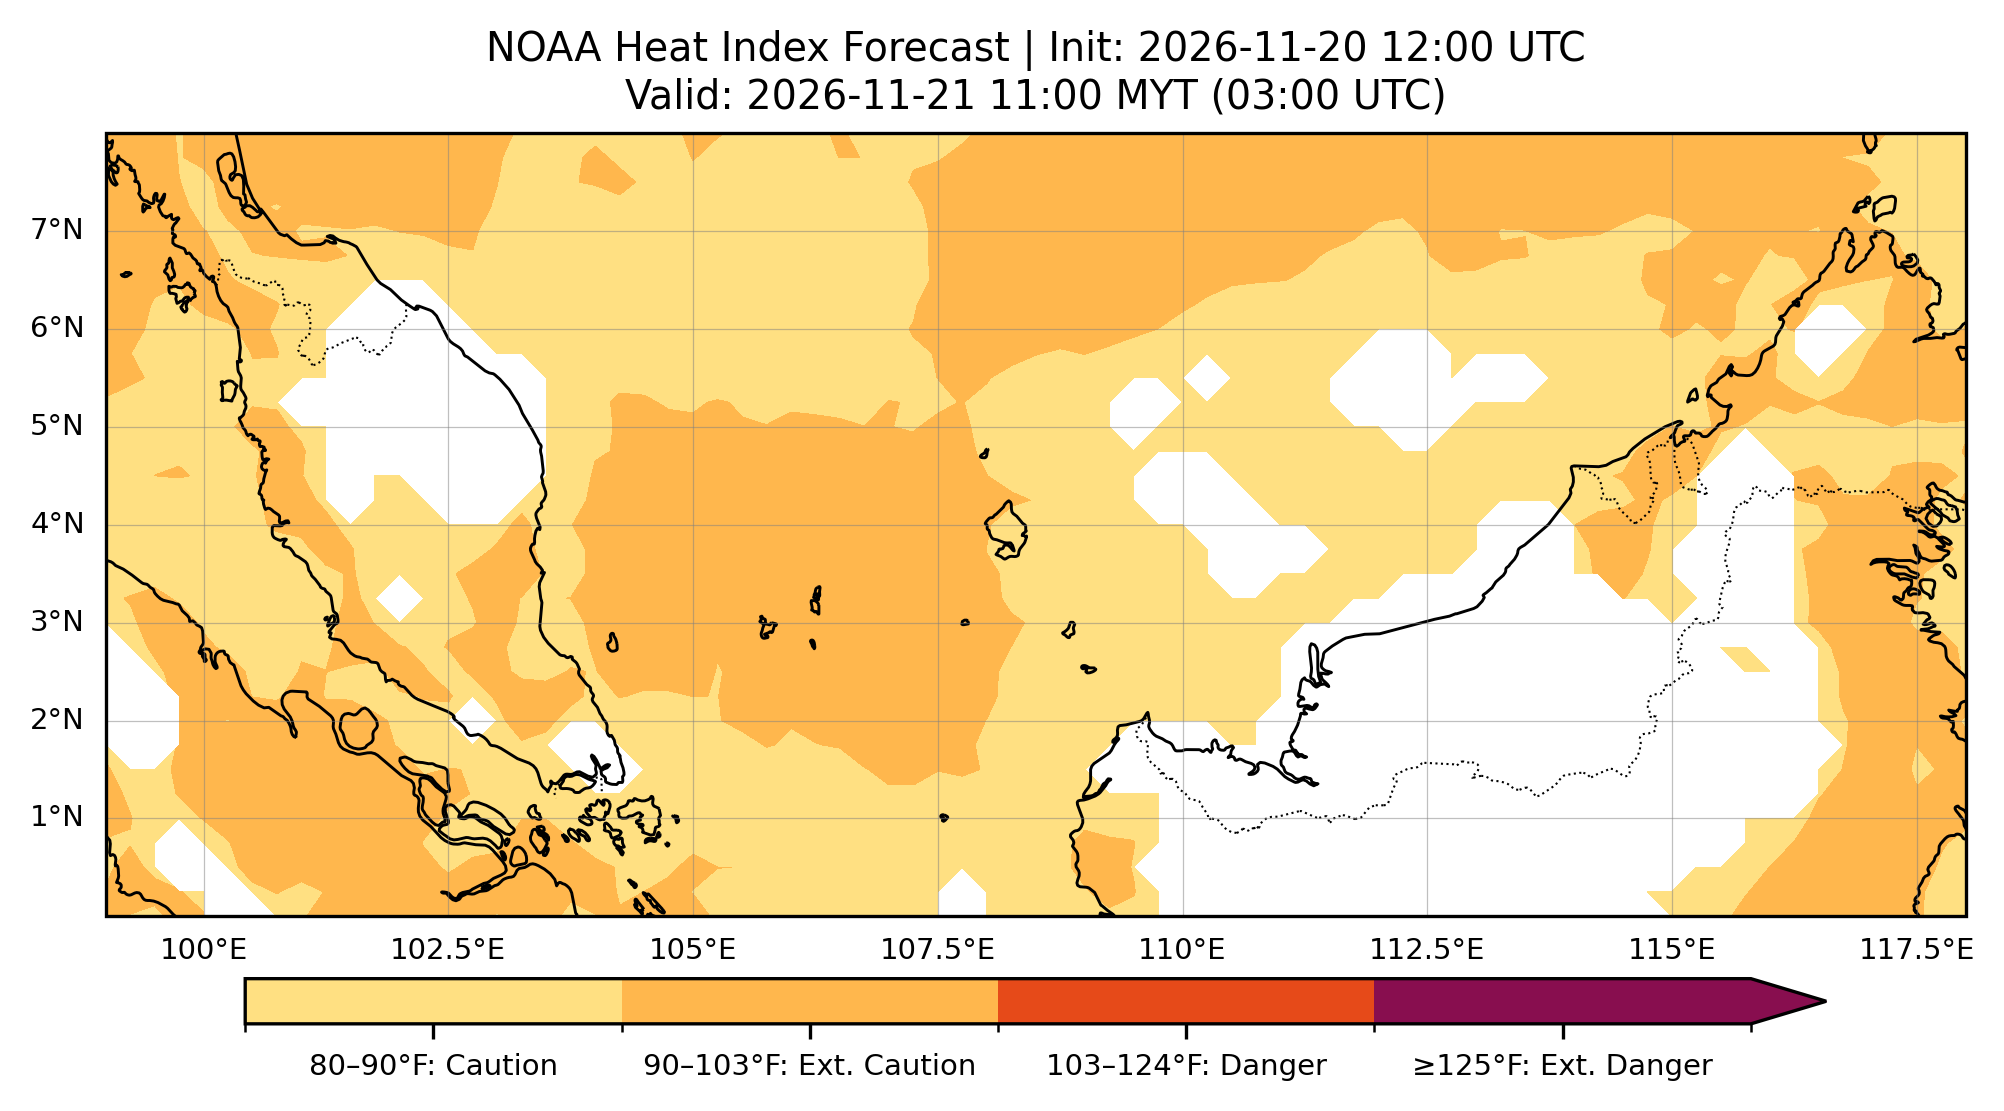 NOAA Heat Index Forecast | Init: 2026-11-20 12:00 UTC
Valid: 2026-11-21 11:00 MYT (03:00 UTC)
7°N
6°N
5°N
4°N
3°N
2°N
1°N
100°E 102.5°E 105°E 107.5°E 110°E 112.5°E 115°E 117.5°E
80–90°F: Caution 90–103°F: Ext. Caution 103–124°F: Danger ≥125°F: Ext. Danger